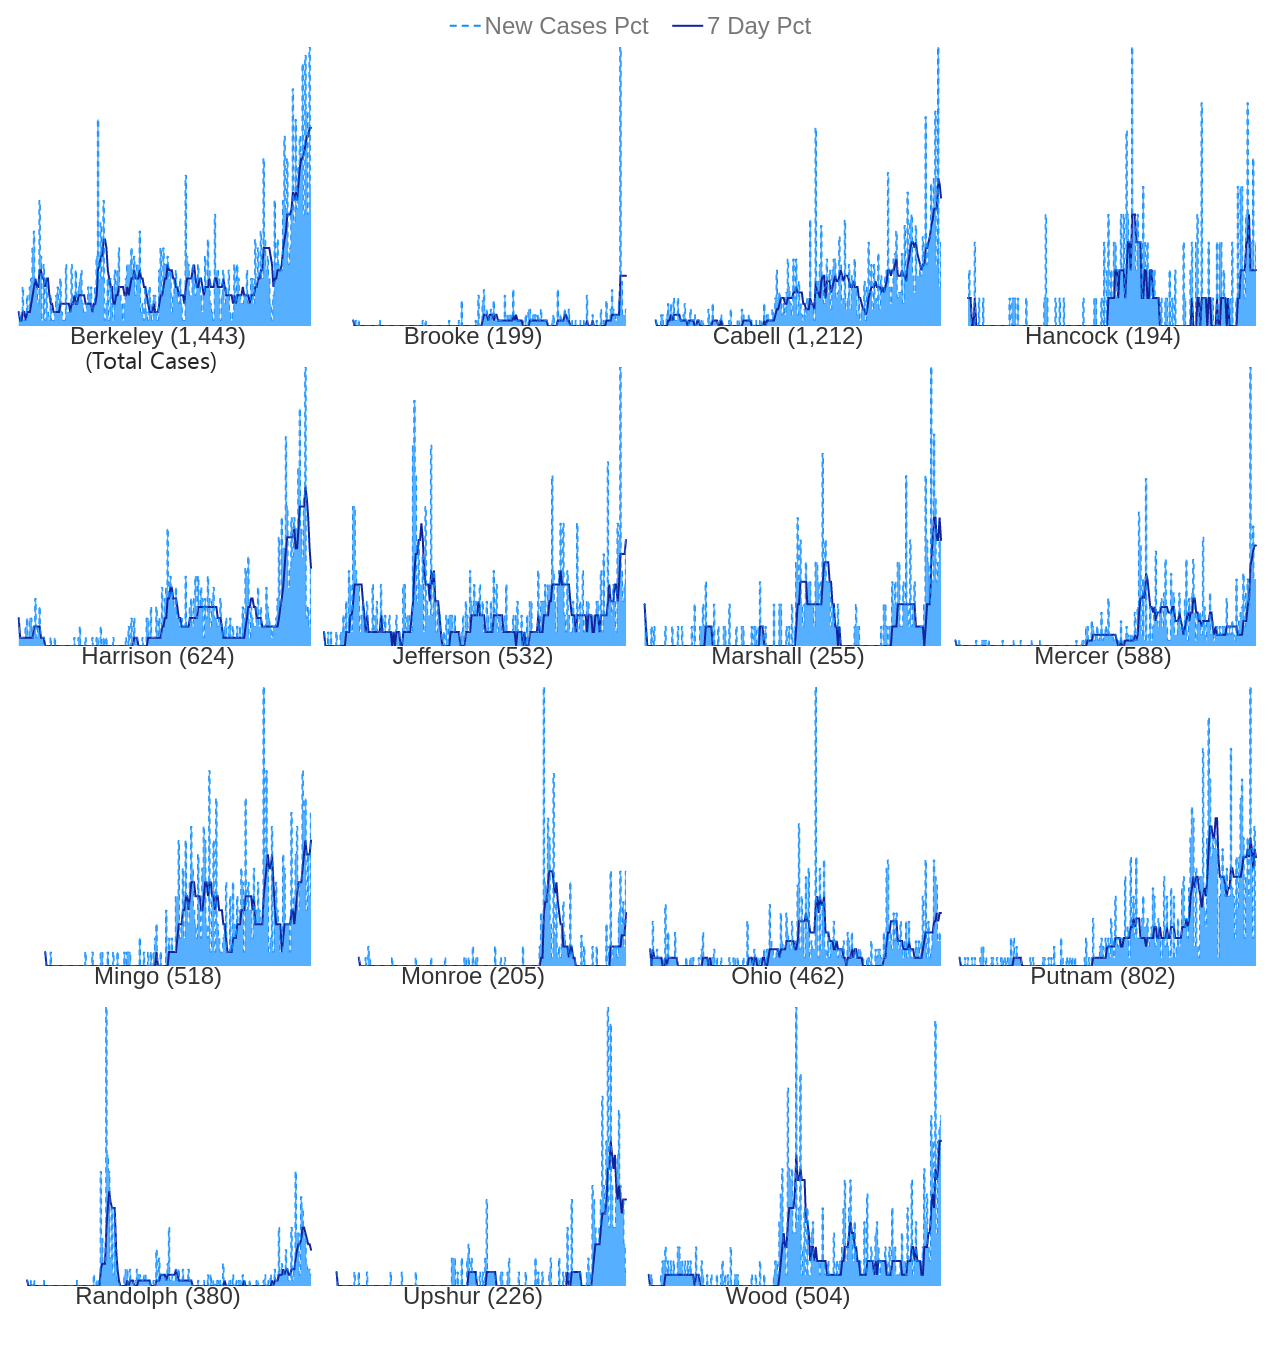 New Cases Pct 7 Day Pct
Berkeley (1,443)
(Total Cases)
Brooke (199)
Cabell (1,212)
Hancock (194)
Harrison (624)
Jefferson (532)
Marshall (255)
Mercer (588)
Mingo (518)
Monroe (205)
Ohio (462)
Putnam (802)
Randolph (380)
Upshur (226)
Wood (504)